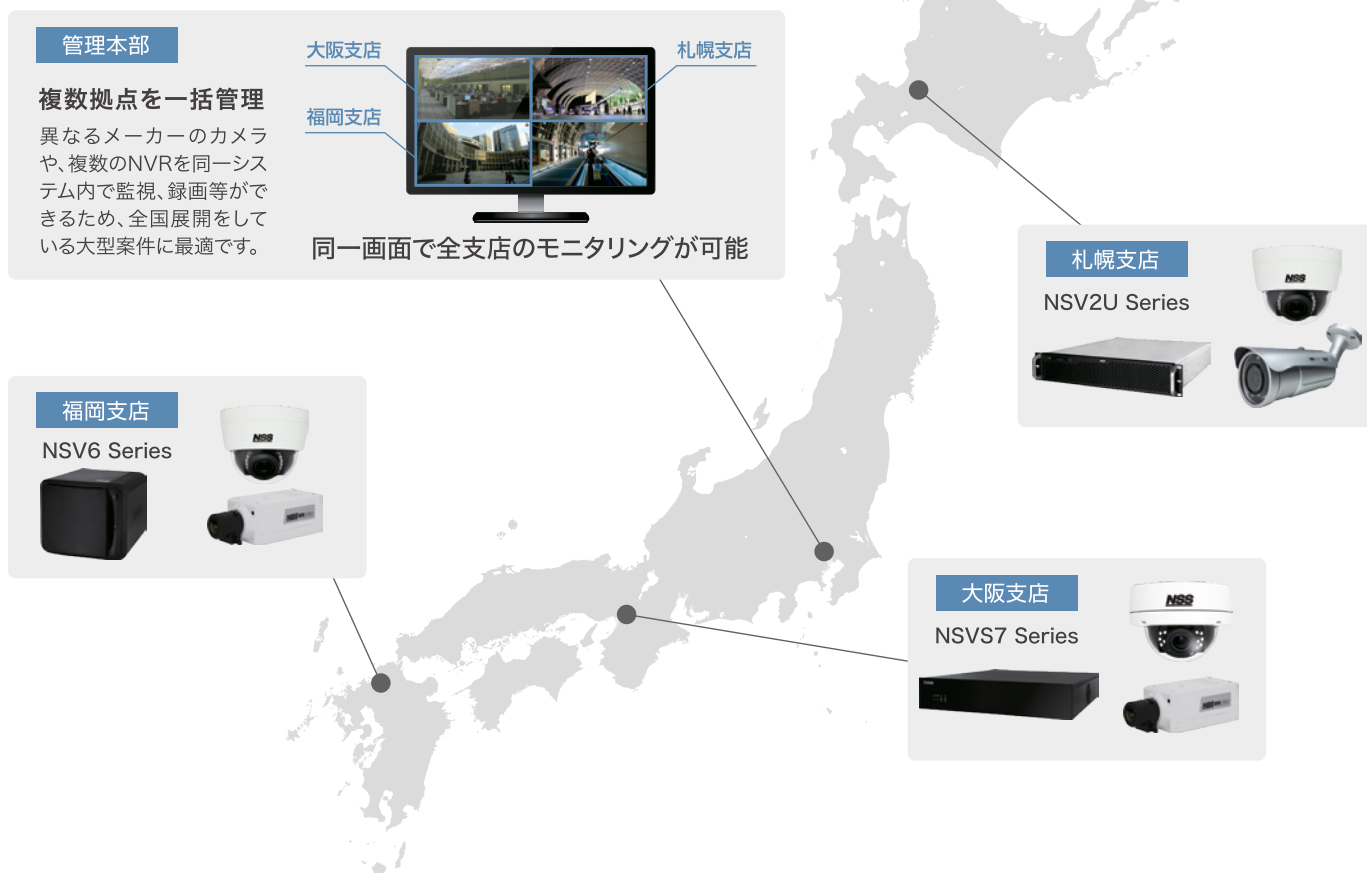 管理本部
複数拠点を一括管理
異なるメーカーのカメラ
や、複数のNVRを同一シス
テム内で監視、録画等がで
きるため、全国展開をして
いる大型案件に最適です。
大阪支店
札幌支店
福岡支店
同一画面で全支店のモニタリングが可能
札幌支店
NSV2U Series
NSS
福岡支店
NSV6 Series
NSS
NSS
大阪支店
NSVS7 Series
NSS
NSS